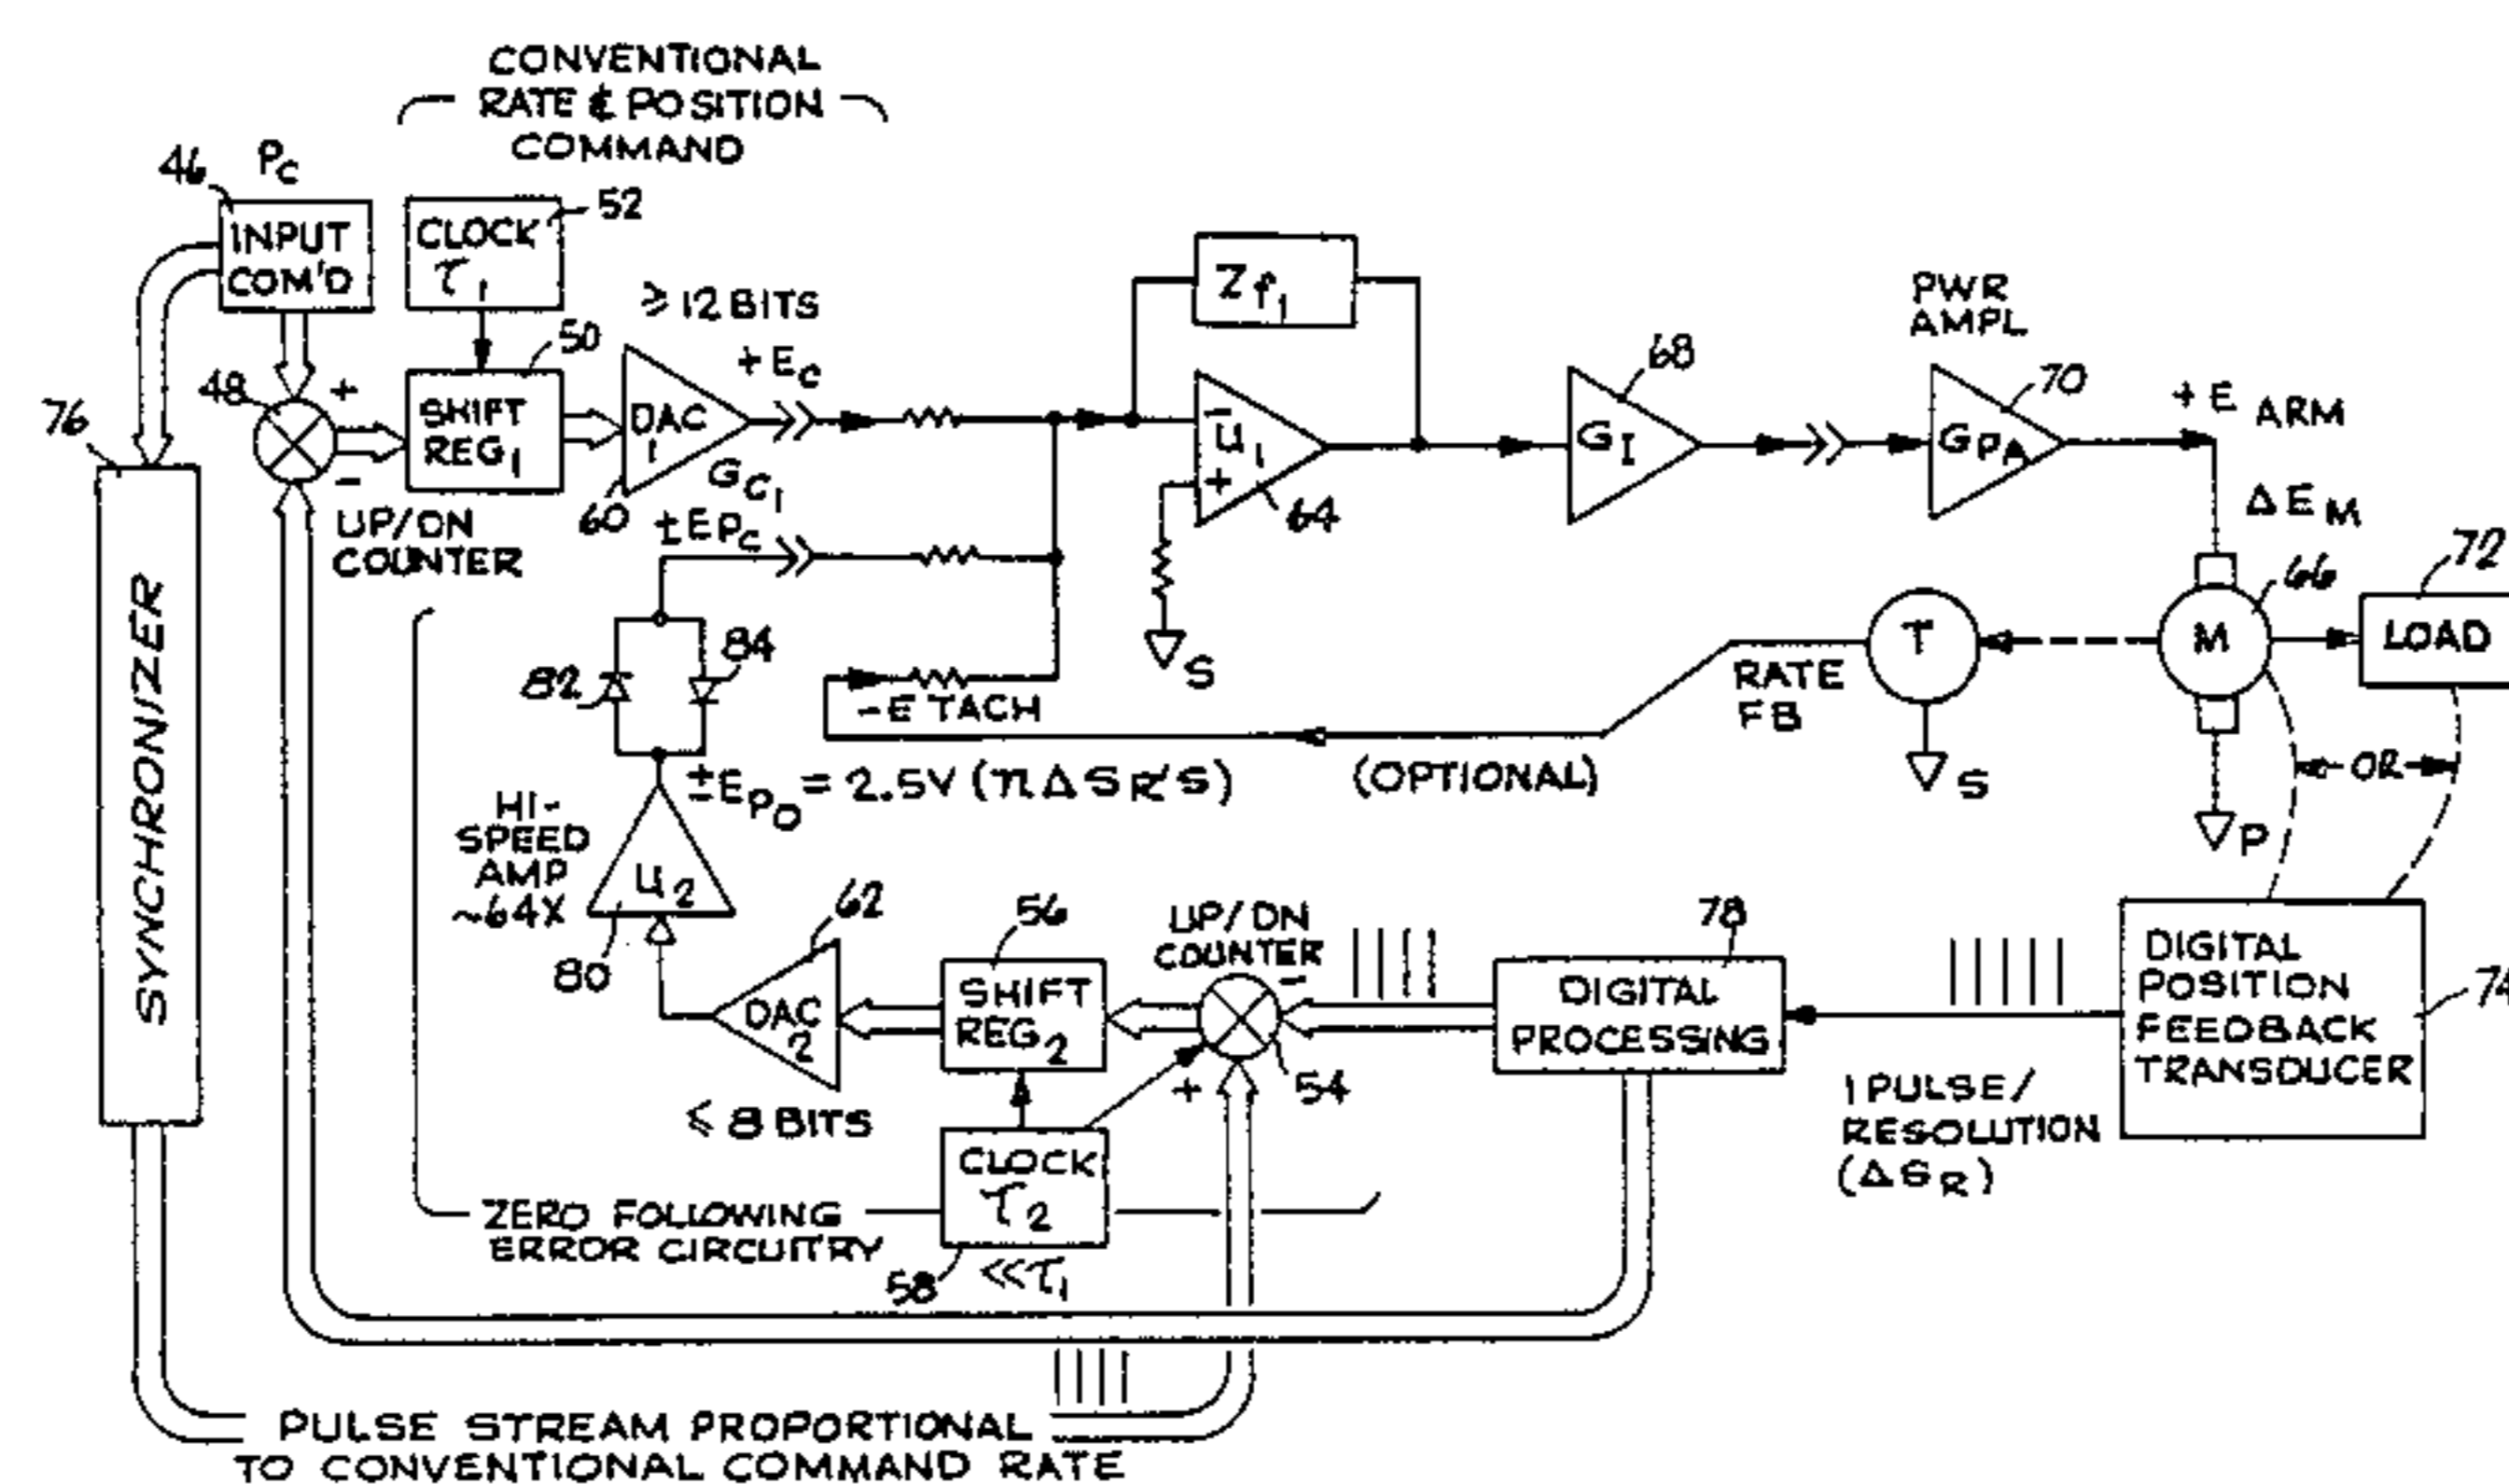 CONVENTIONAL
RATE & POSITION
COMMAND
46
PC
INPUT
COM'D
CLOCK
τ1
52
≥ 12 BITS
+EC
48
+
-
76
SHIFT
REG1
50
DAC
1
60
GC1
UP/DN
COUNTER
±EPC
Zf1
-
U1
+
64
S
GI
68
PWR
AMPL
GPA
70
+E ARM
ΔEM
M
66
72
LOAD
T
S
RATE
FB
-E TACH
(OPTIONAL)
OR
P
SYNCHRONIZER
82
84
±EPO = 2.5V (nΔSR'S)
HI-
SPEED
AMP
~64X
U2
80
62
DAC
2
≤ 8 BITS
56
SHIFT
REG2
UP/DN
COUNTER
-
+
54
78
DIGITAL
PROCESSING
DIGITAL
POSITION
FEEDBACK
TRANSDUCER
74
1 PULSE/
RESOLUTION
(ΔSR)
CLOCK
τ2
58
<<τ1
ZERO FOLLOWING
ERROR CIRCUITRY
PULSE STREAM PROPORTIONAL
TO CONVENTIONAL COMMAND RATE